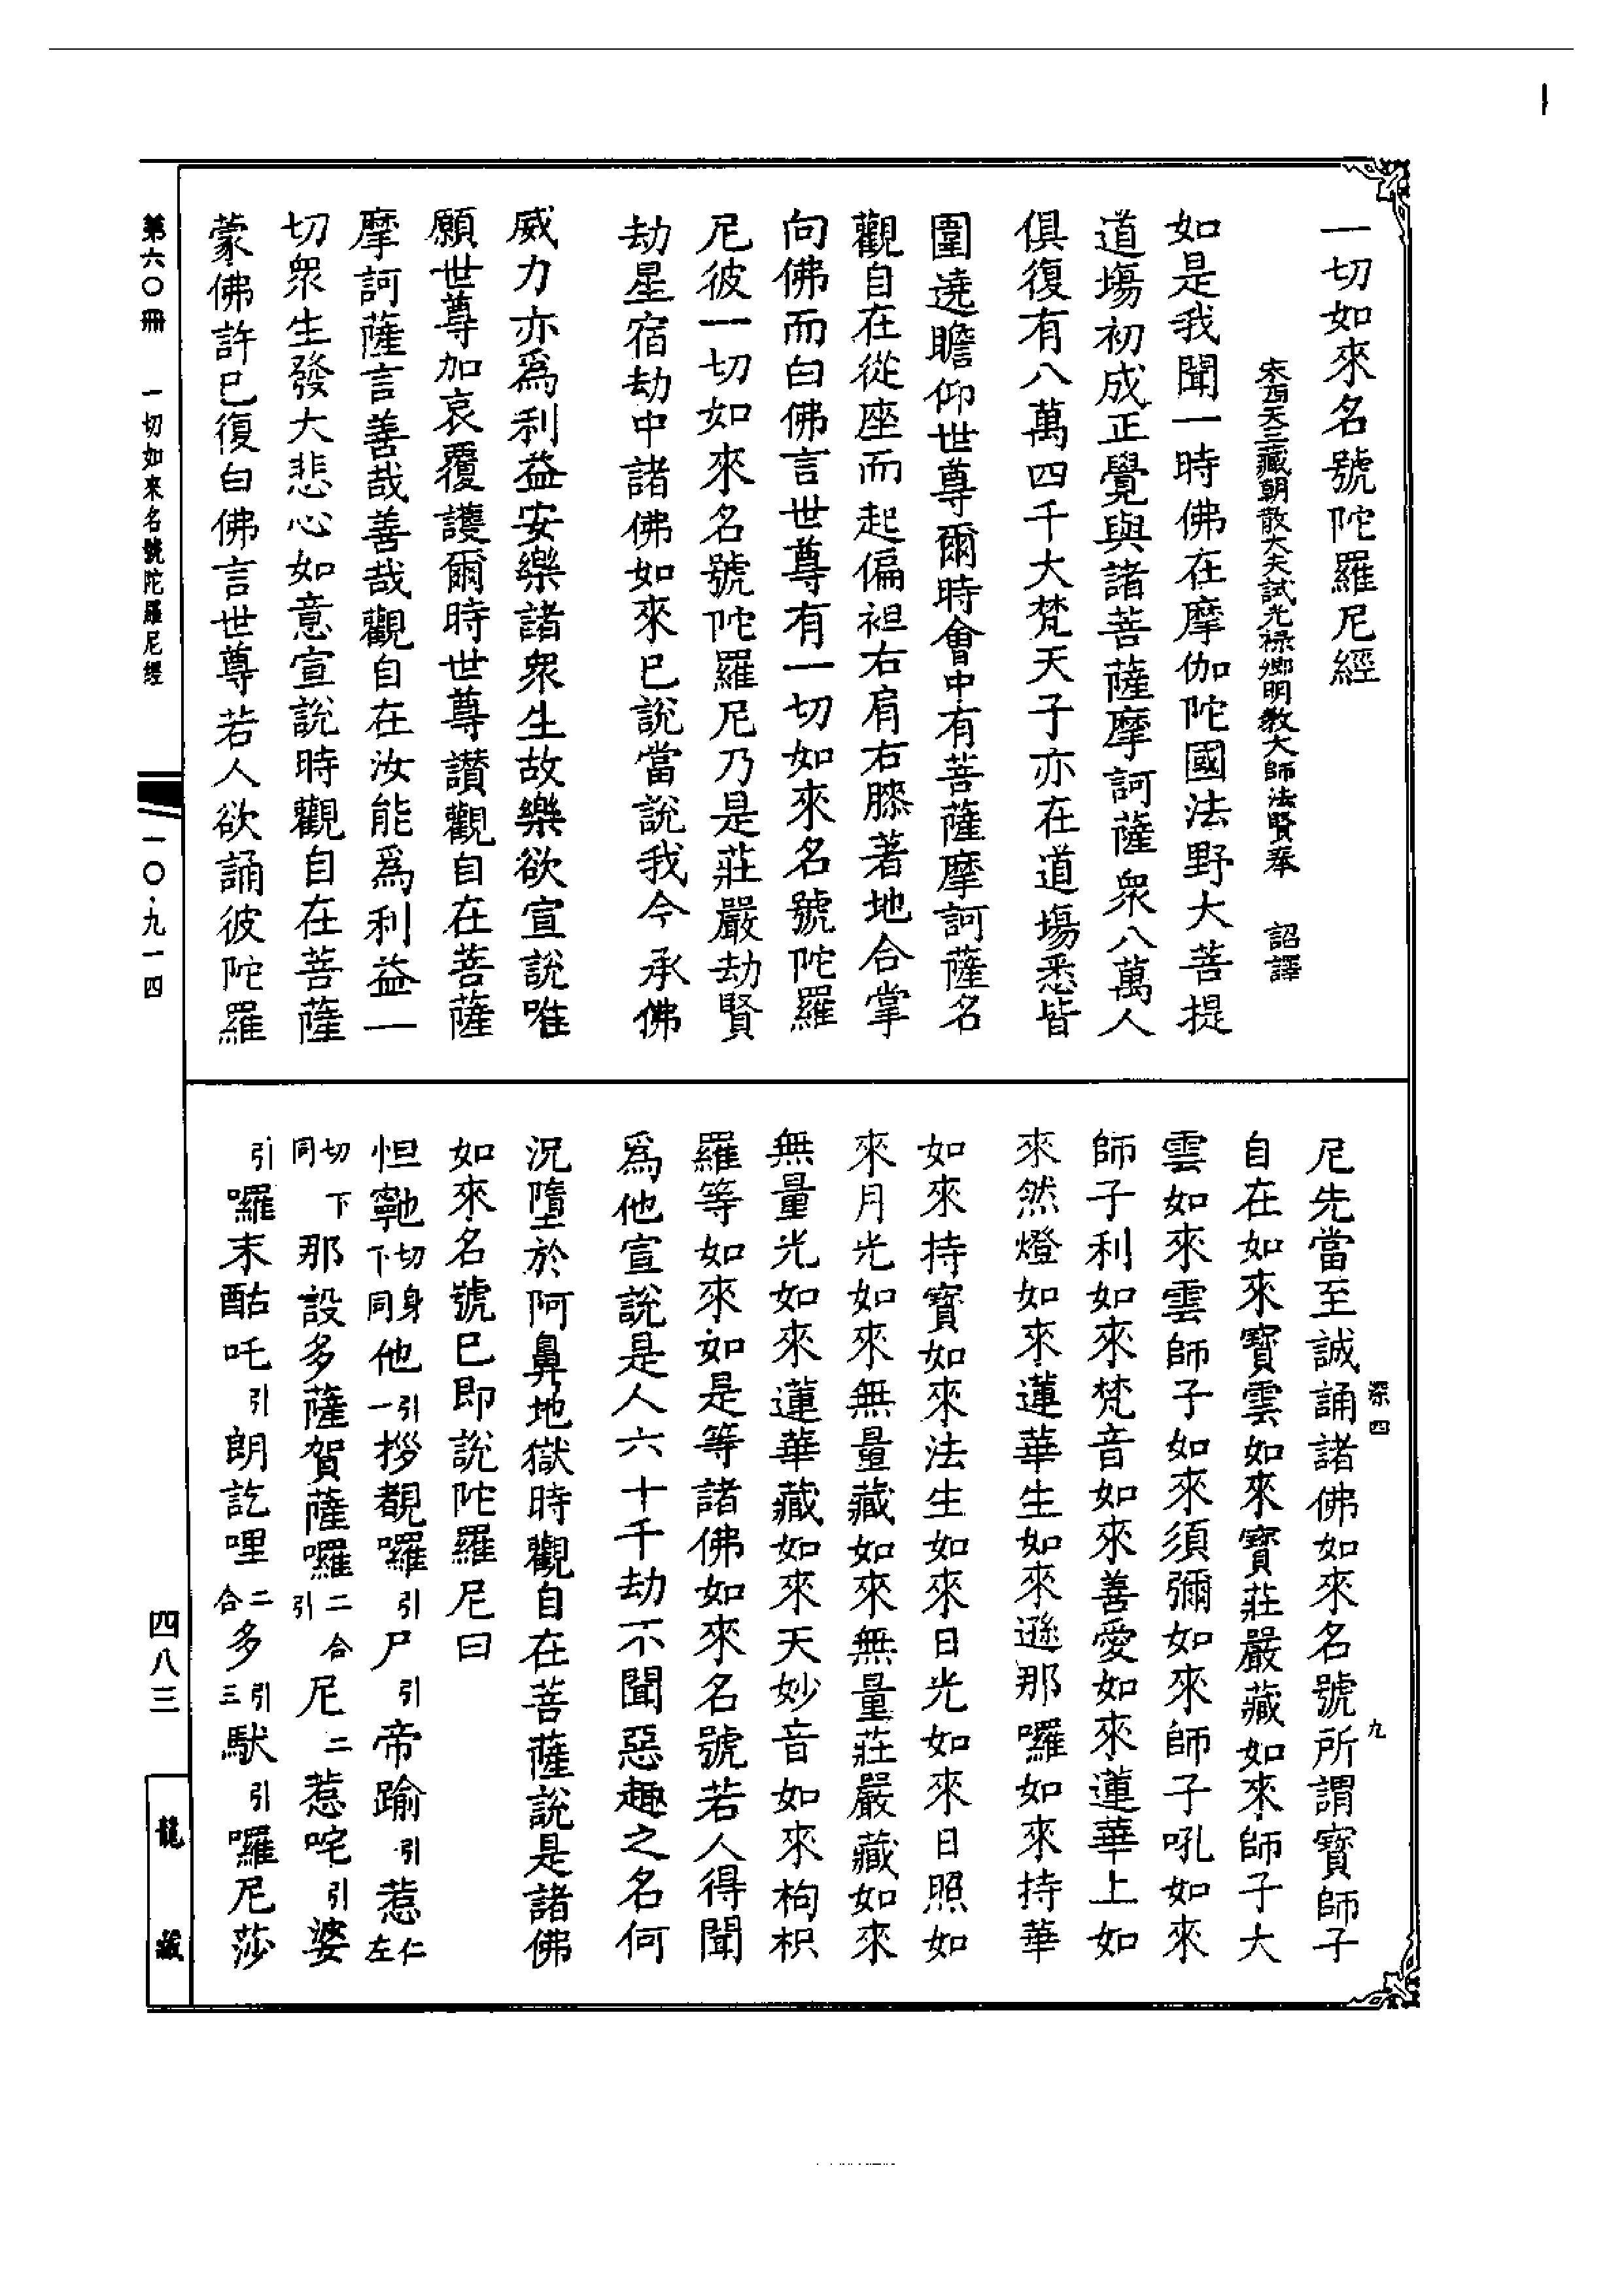 一切如來名號陀羅尼經
宋西天三藏朝散大夫試光祿卿明教大師法賢奉 詔譯
如是我聞一時佛在摩伽陀國法野大菩提
道場初成正覺與諸菩薩摩訶薩眾八萬人
俱復有八萬四千大梵天子亦在道場悉皆
圍遶瞻仰世尊爾時會中有菩薩摩訶薩名
觀自在從座而起偏袒右肩右膝著地合掌
向佛而白佛言世尊有一切如來名號陀羅
尼彼一切如來名號陀羅尼乃是莊嚴劫賢
劫星宿劫中諸佛如來已說當說我今承佛
威力亦為利益安樂諸眾生故樂欲宣說唯
願世尊加哀覆護爾時世尊讚觀自在菩薩
摩訶薩言善哉善哉觀自在汝能為利益一
切眾生發大悲心如意宣說時觀自在菩薩
蒙佛許已復白佛言世尊若人欲誦彼陀羅
尼先當至誠誦諸佛如來名號所謂寶師子
自在如來寶雲如來寶莊嚴藏如來師子大
雲如來雲師子如來須彌如來師子吼如來
師子利如來梵音如來善愛如來蓮華上如
來然燈如來蓮華生如來遜那囉如來持華
如來持寶如來法生如來日光如來日照如
來月光如來無量藏如來無量莊嚴藏如來
無量光如來蓮華藏如來天妙音如來枸枳
羅等如來如是等諸佛如來名號若人得聞
為他宣說是人六十千劫不聞惡趣之名何
況墮於阿鼻地獄時觀自在菩薩說是諸佛
如來名號已即說陀羅尼曰
怛𭌆切身下同他引一拶覩囉引尸引帝踰引惹仁左
切下同那設多薩賀薩囉二合引尼二惹咤引婆
引囉末酤吒引朗訖哩二合多引三馱引囉尼莎
深四
九
第六〇冊 一切如來名號陀羅尼經
一〇·九一四
四八三
龍藏